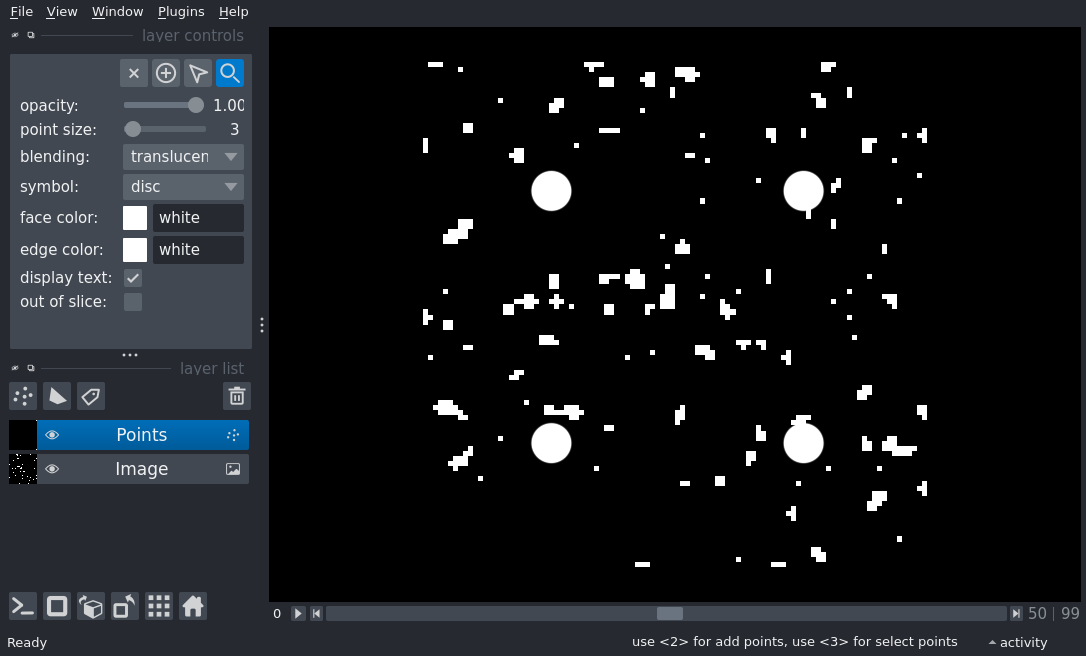 File View Window Plugins Help
layer controls
opacity: 1.00
point size: 3
blending: translucen
symbol: disc
face color: white
edge color: white
display text:
out of slice:
layer list
Points
Image
0 50 | 99
Ready use <2> for add points, use <3> for select points activity